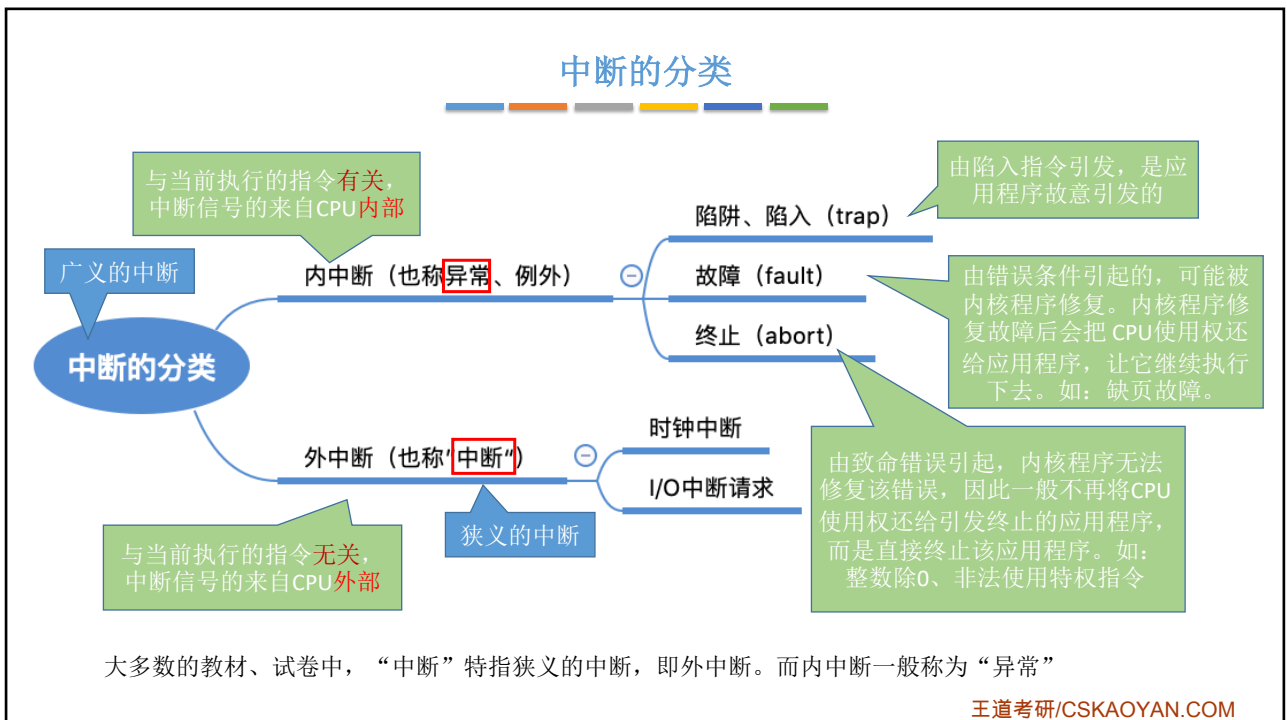 中断的分类
与当前执行的指令有关,
中断信号的来自CPU内部
由陷入指令引发，是应
用程序故意引发的
陷阱、陷入（trap）
广义的中断
内中断（也称异常、例外）
故障（fault）
由错误条件引起的，可能被
内核程序修复。内核程序修
复故障后会把 CPU使用权还
给应用程序，让它继续执行
下去。如：缺页故障。
终止（abort）
中断的分类
时钟中断
外中断（也称"中断“）
I/O中断请求
由致命错误引起，内核程序无法
修复该错误，因此一般不再将CPU
使用权还给引发终止的应用程序，
而是直接终止该应用程序。如：
整数除0、非法使用特权指令
狭义的中断
与当前执行的指令无关,
中断信号的来自CPU外部
大多数的教材、试卷中，“中断”特指狭义的中断，即外中断。而内中断一般称为“异常”
王道考研/CSKAOYAN.COM